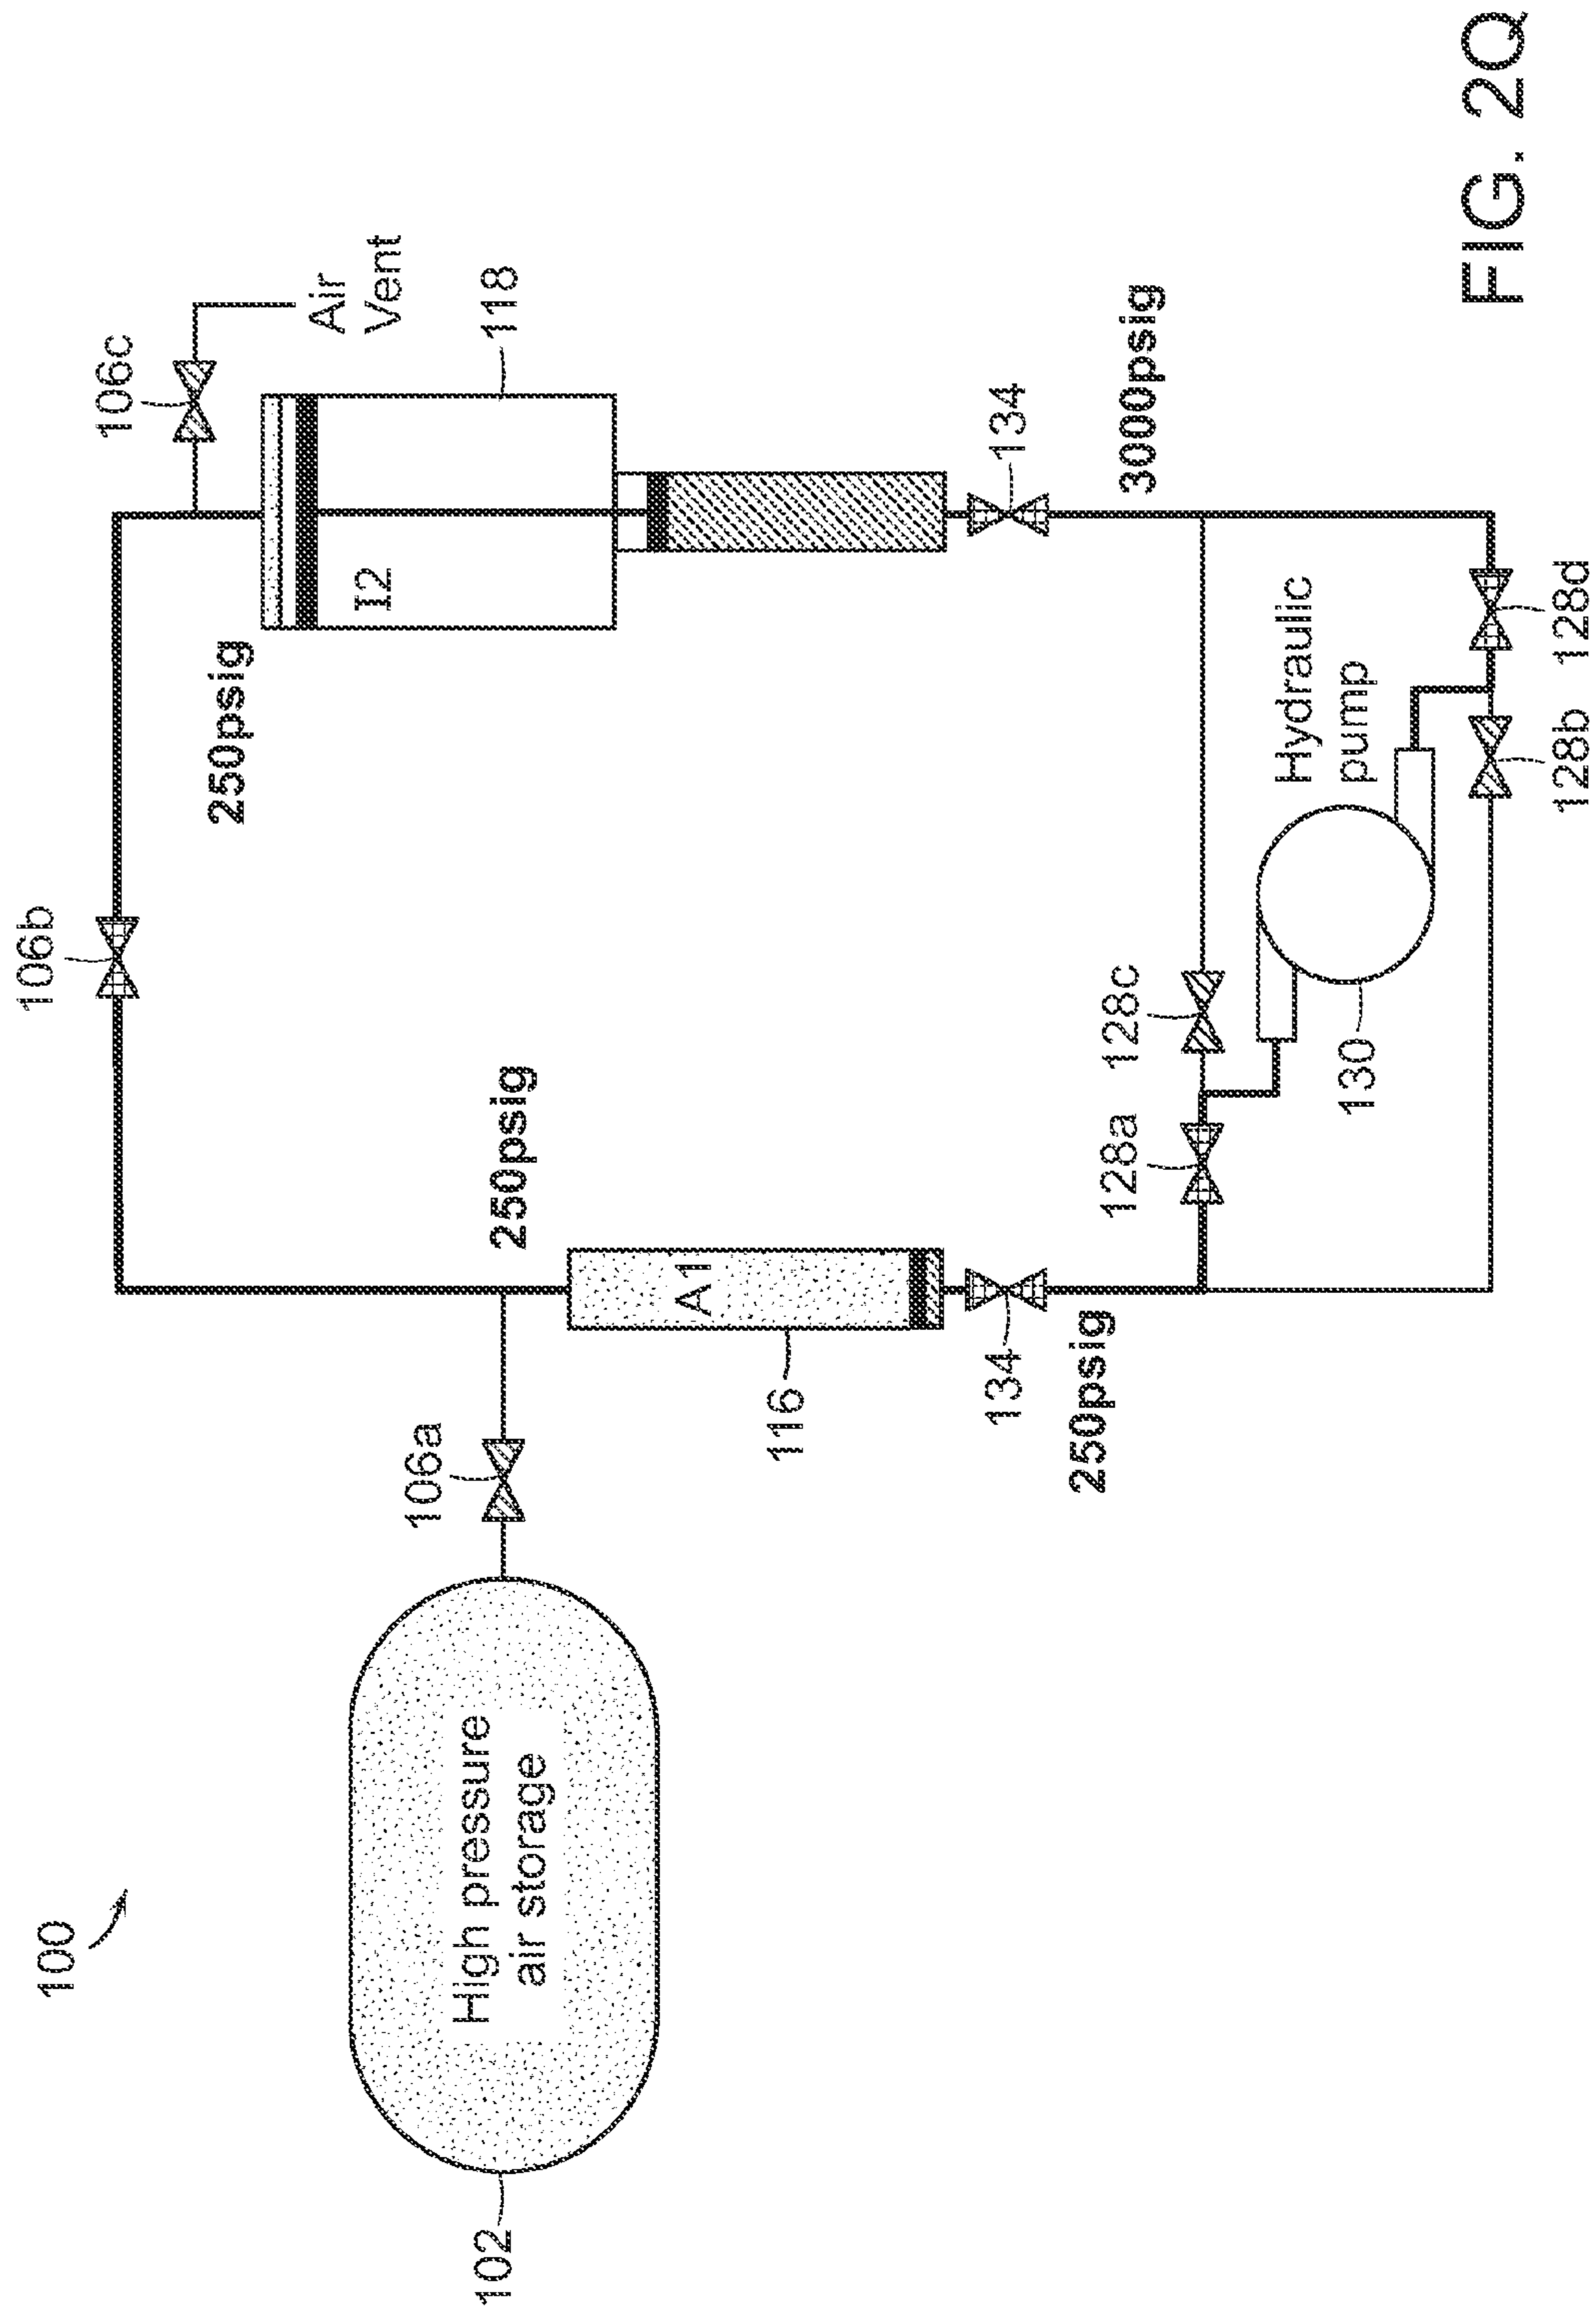 100
102
High pressure
air storage
106a
106b
106c
Air
Vent
250psig
250psig
I2
118
A1
116
134
250psig
134
3000psig
128a
128c
Hydraulic
pump
130
128b
128d
FIG. 2Q